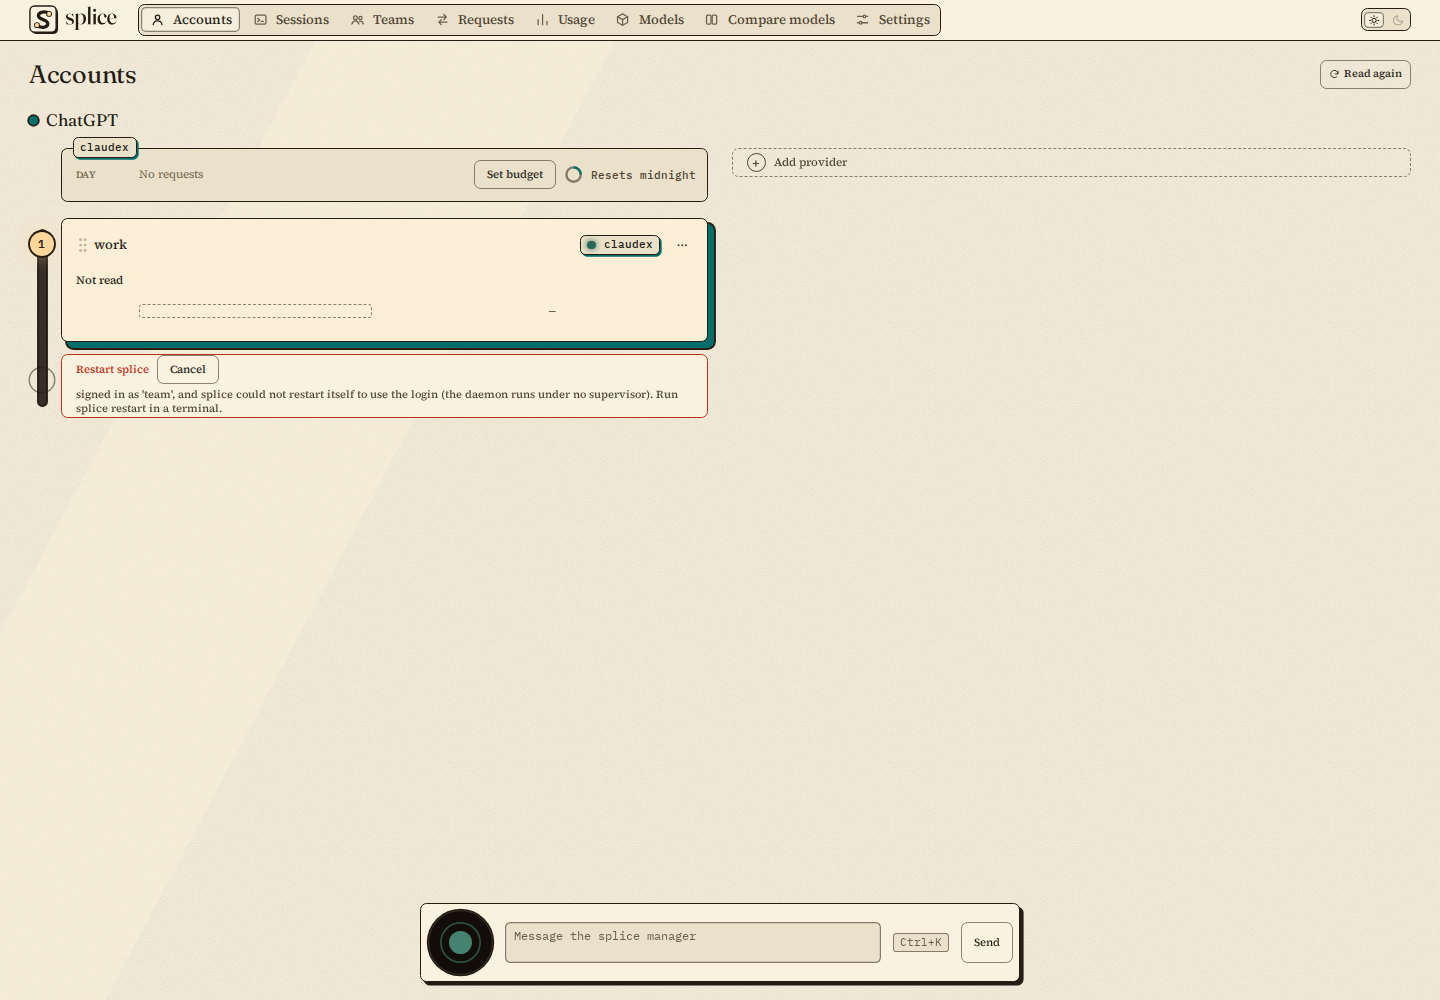 splice
Accounts
Sessions
Teams
Requests
Usage
Models
Compare models
Settings
Accounts
Read again
ChatGPT
claudex
DAY
No requests
Set budget
Resets midnight
+ Add provider
1
work
claudex
...
Not read
—
Restart splice
Cancel
signed in as 'team', and splice could not restart itself to use the login (the daemon runs under no supervisor). Run
splice restart in a terminal.
Message the splice manager
Ctrl+K
Send